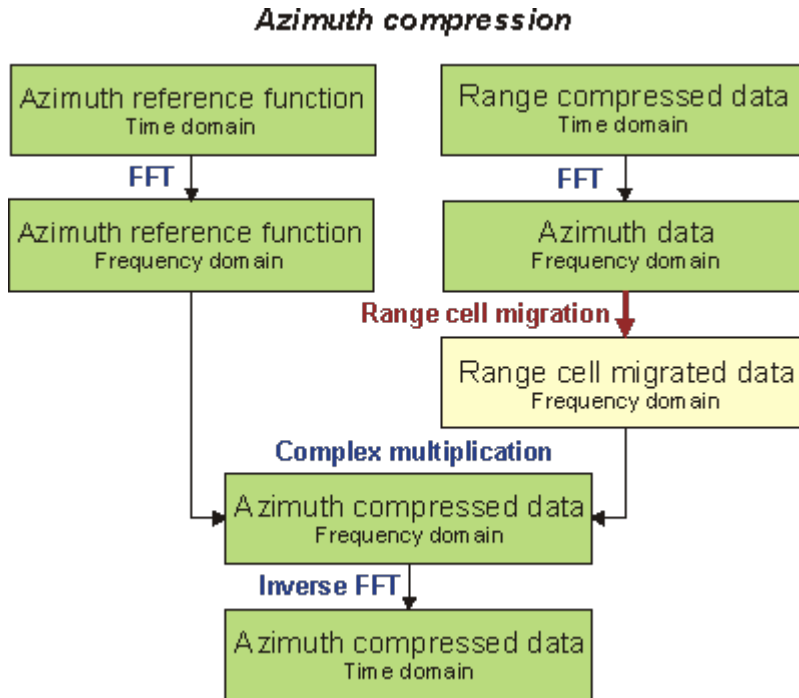 Azimuth compression
Azimuth reference function
Time domain
Range compressed data
Time domain
FFT
FFT
Azimuth reference function
Frequency domain
Azimuth data
Frequency domain
Range cell migration
Range cell migrated data
Frequency domain
Complex multiplication
Azimuth compressed data
Frequency domain
Inverse FFT
Azimuth compressed data
Time domain